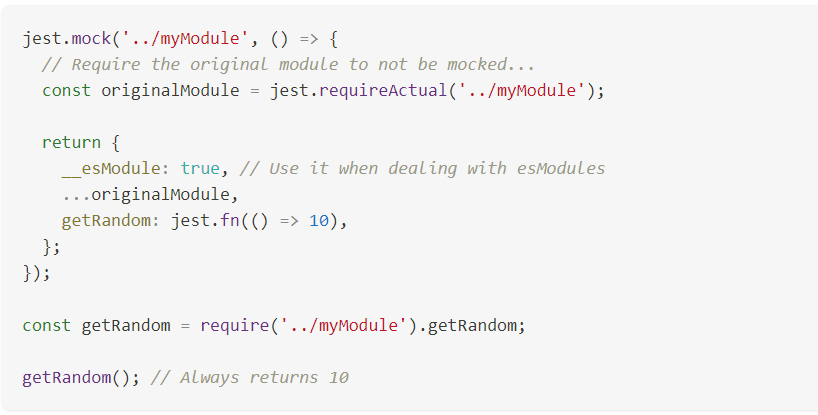 jest.mock('../myModule', () => {
  // Require the original module to not be mocked...
  const originalModule = jest.requireActual('../myModule');

  return {
    __esModule: true, // Use it when dealing with esModules
    ...originalModule,
    getRandom: jest.fn(() => 10),
  };
});

const getRandom = require('../myModule').getRandom;

getRandom(); // Always returns 10